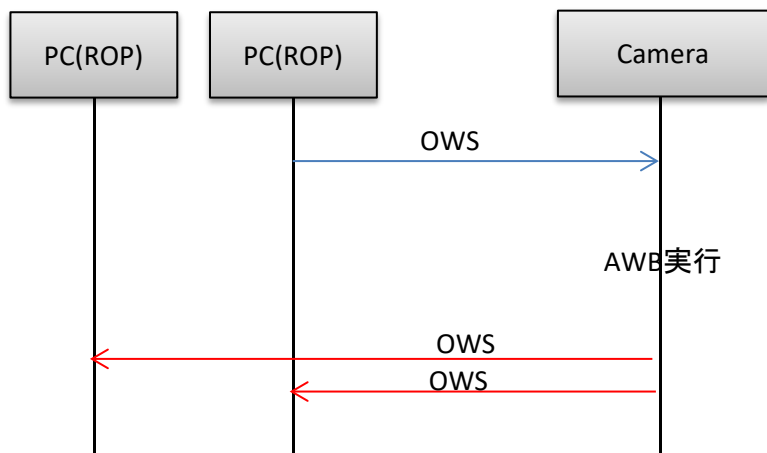 PC(ROP)
PC(ROP)
Camera
OWS
AWB実行
OWS
OWS